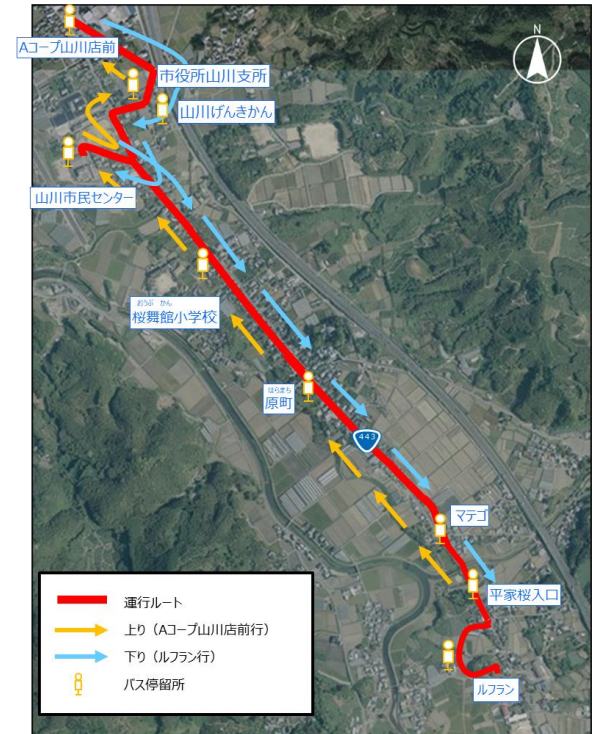 N
Aコープ山川店前
市役所山川支所
山川げんきかん
山川市民センター
おうぶ かん
桜舞館小学校
はらまち
原町
443
マテゴ
平家桜入口
ルフラン
運行ルート
上り（Aコープ山川店前行）
下り（ルフラン行）
バス停留所